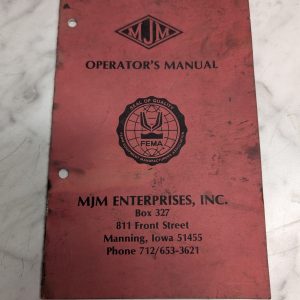 MJM
OPERATOR'S MANUAL
SEAL OF QUALITY
FEMA
MJM ENTERPRISES, INC.
Box 327
811 Front Street
Manning, Iowa 51455
Phone 712/653-3621